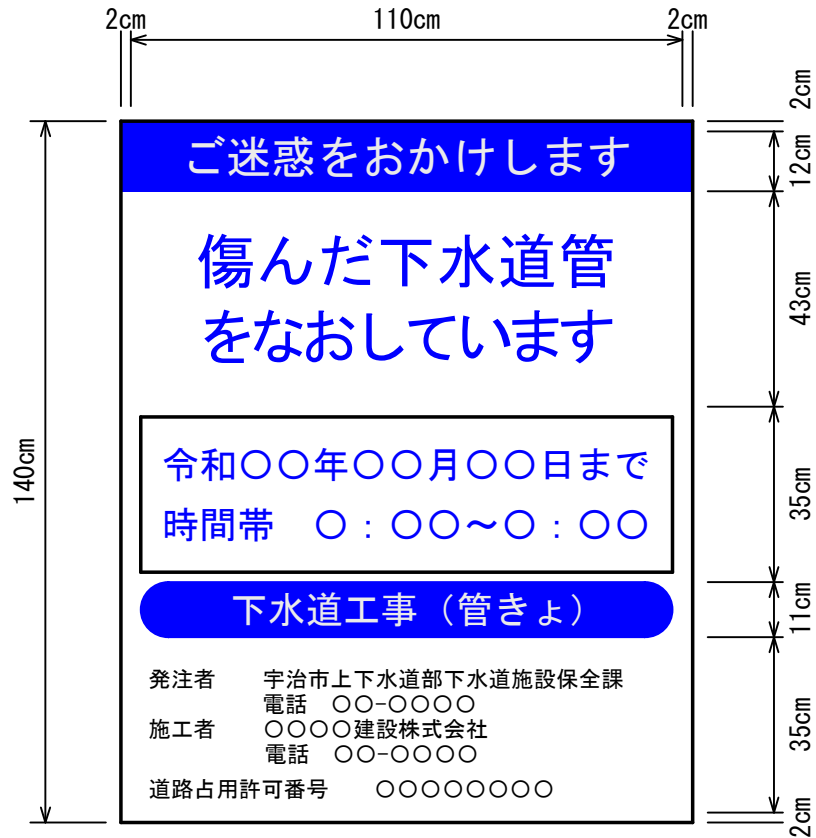 2cm 110cm 2cm
2cm
ご迷惑をおかけします
12cm
傷んだ下水道管
をなおしています
43cm
140cm
令和〇〇年〇〇月〇〇日まで
時間帯 〇：〇〇～〇：〇〇
35cm
下水道工事（管きょ）
11cm
発注者 宇治市上下水道部下水道施設保全課
電話 〇〇-〇〇〇〇
施工者 〇〇〇〇建設株式会社
電話 〇〇-〇〇〇〇
35cm
道路占用許可番号 〇〇〇〇〇〇〇〇
2cm